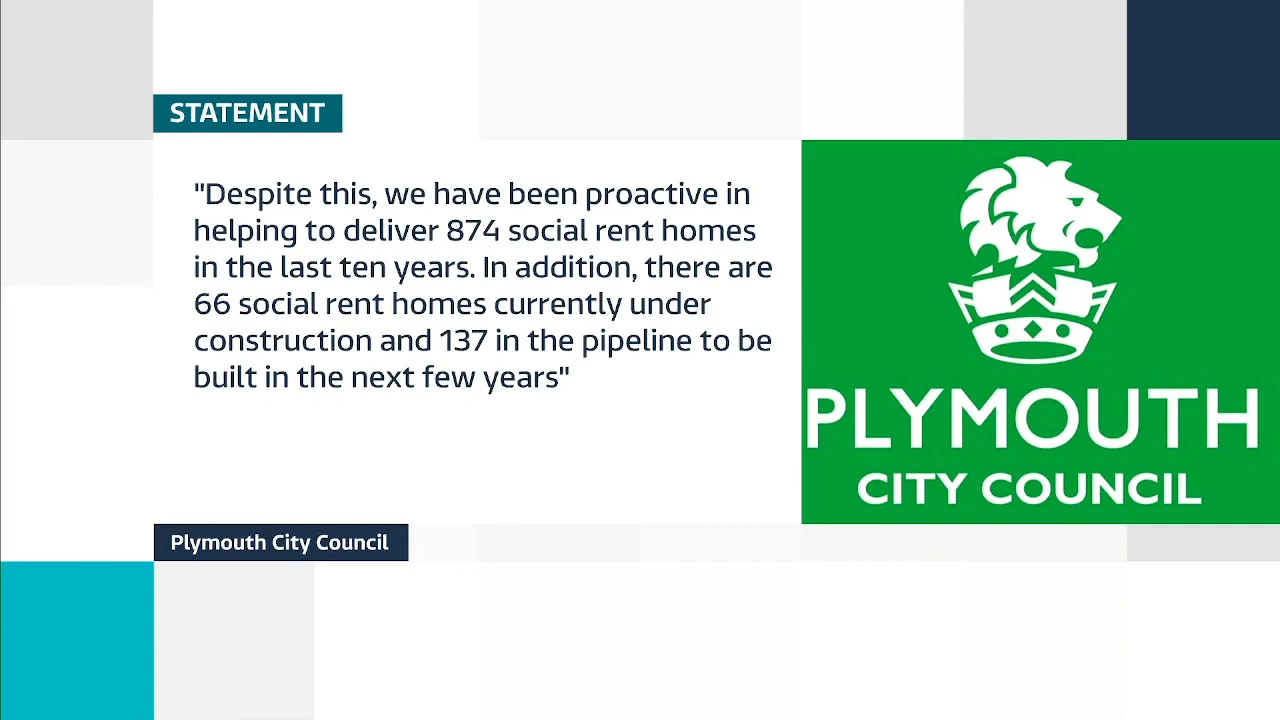 STATEMENT
"Despite this, we have been proactive in
helping to deliver 874 social rent homes
in the last ten years. In addition, there are
66 social rent homes currently under
construction and 137 in the pipeline to be
built in the next few years"
PLYMOUTH
CITY COUNCIL
Plymouth City Council